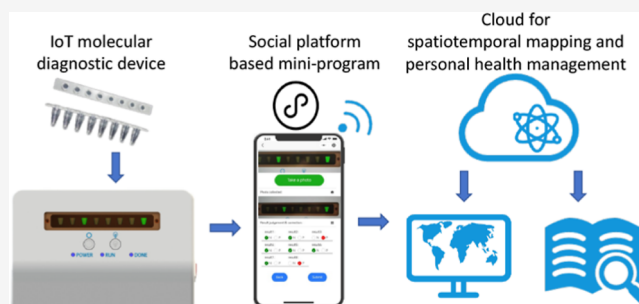 IoT molecular
diagnostic device
Social platform
based mini-program
Cloud for
spatiotemporal mapping and
personal health management
POWER
RUN
DONE